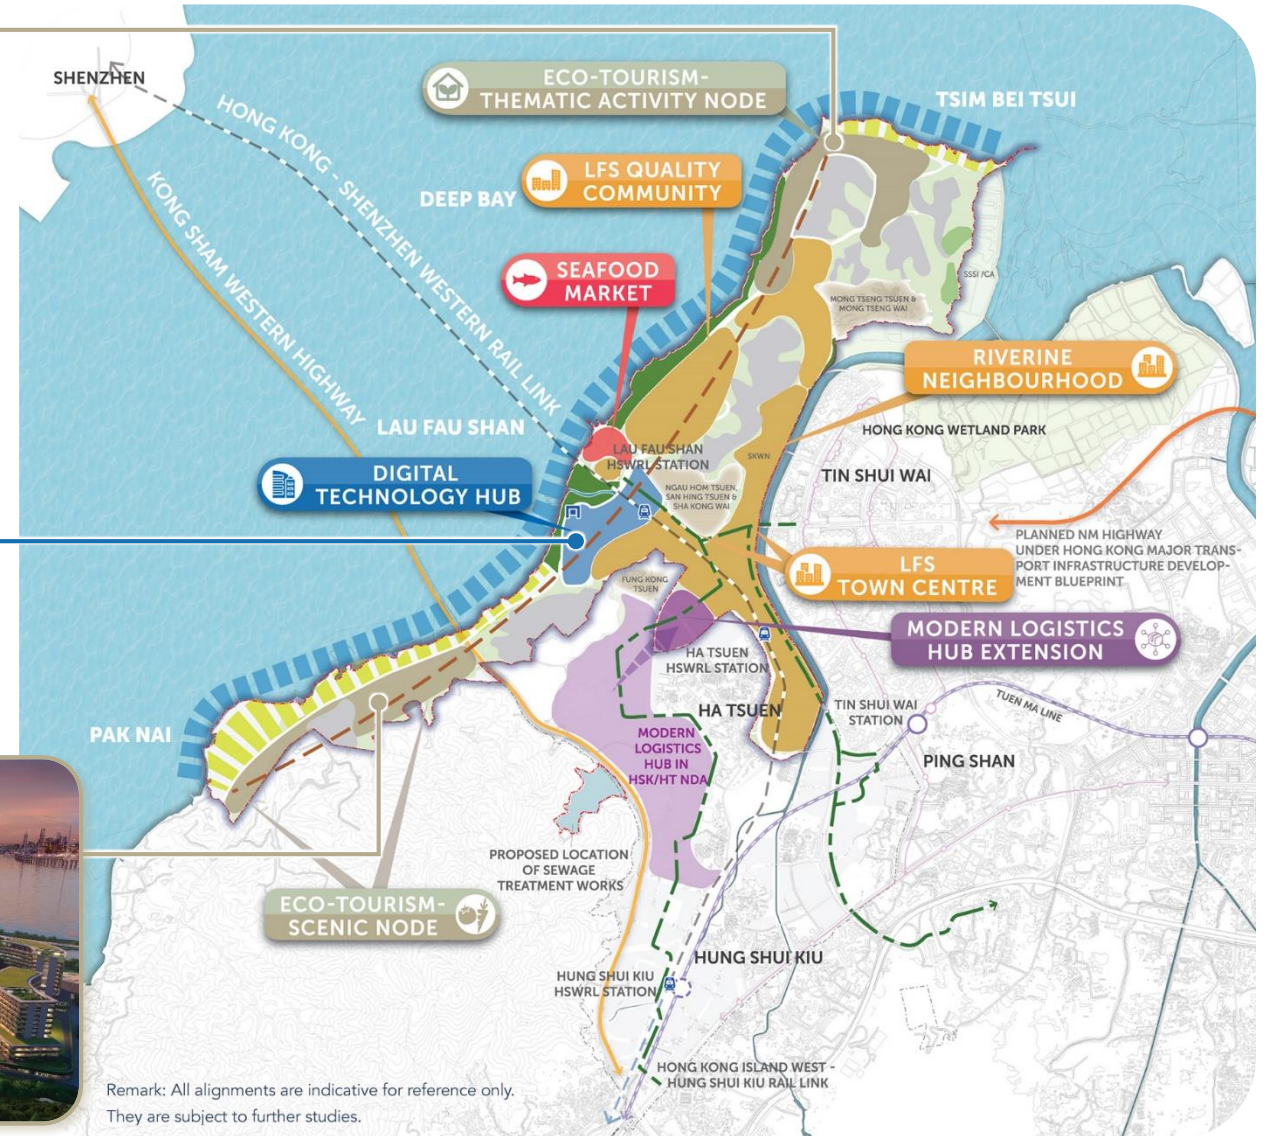 SHENZHEN
HONG KONG - SHENZHEN WESTERN RAIL LINK
KONG SHAM WESTERN HIGHWAY
ECO-TOURISM-
THEMATIC ACTIVITY NODE
TSIM BEI TSUI
LFS QUALITY
COMMUNITY
DEEP BAY
SEAFOOD
MARKET
SSSI /CA
MONG TSENG TSUEN &
MONG TSENG WAI
RIVERINE
NEIGHBOURHOOD
LAU FAU SHAN
HONG KONG WETLAND PARK
LAU FAU SHAN
HSWRL STATION
SKWN
TIN SHUI WAI
DIGITAL
TECHNOLOGY HUB
NGAU HOM TSUEN,
SAN HING TSUEN &
SHA KONG WAI
PLANNED NM HIGHWAY
UNDER HONG KONG MAJOR TRANS-
PORT INFRASTRUCTURE DEVELOP-
MENT BLUEPRINT
LFS
TOWN CENTRE
FUNG KONG
TSUEN
MODERN LOGISTICS
HUB EXTENSION
HA TSUEN
HSWRL STATION
HA TSUEN
TIN SHUI WAI
STATION
TUEN MA LINE
PAK NAI
MODERN
LOGISTICS
HUB IN
HSK/HT NDA
PING SHAN
PROPOSED LOCATION
OF SEWAGE
TREATMENT WORKS
ECO-TOURISM-
SCENIC NODE
HUNG SHUI KIU
HUNG SHUI KIU
HSWRL STATION
HONG KONG ISLAND WEST -
HUNG SHUI KIU RAIL LINK
Remark: All alignments are indicative for reference only.
They are subject to further studies.